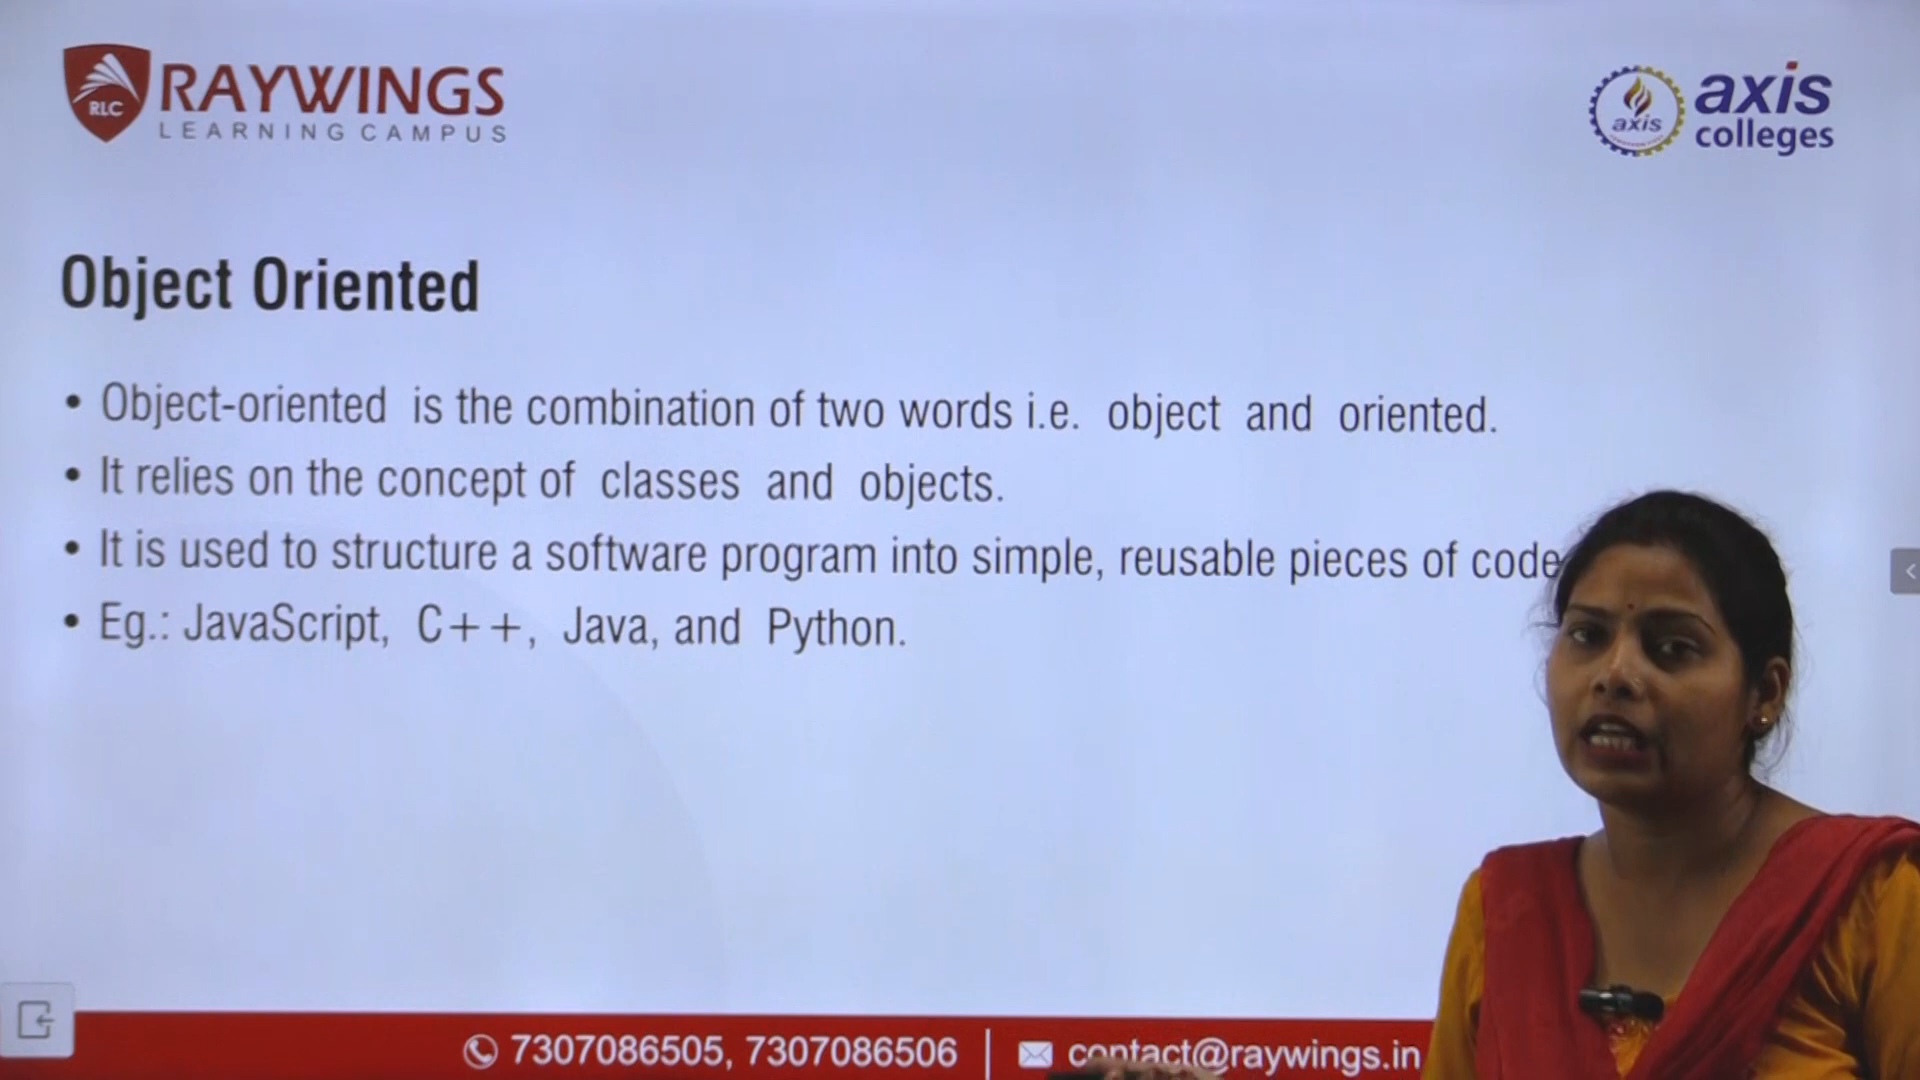 RLC
RAYWINGS
LEARNING CAMPUS
axis
axis
colleges
Object Oriented
• Object-oriented is the combination of two words i.e. object and oriented.
• It relies on the concept of classes and objects.
• It is used to structure a software program into simple, reusable pieces of code
• Eg.: JavaScript, C++, Java, and Python.
7307086505, 7307086506 | contact@raywings.in